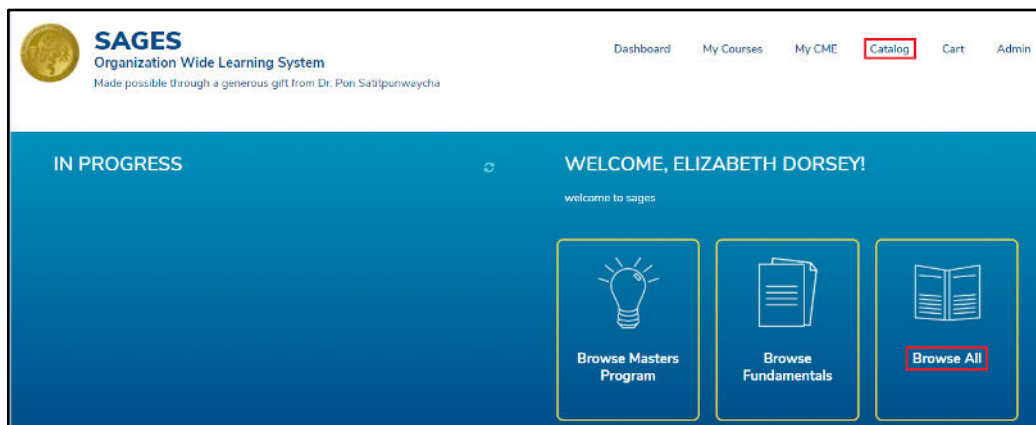 SAGES
Organization Wide Learning System
Made possible through a generous gift from Dr. Pon Satitpunwaycha
Dashboard My Courses My CME Catalog Cart Admin
IN PROGRESS
WELCOME, ELIZABETH DORSEY!
welcome to sages
Browse Masters
Program
Browse
Fundamentals
Browse All